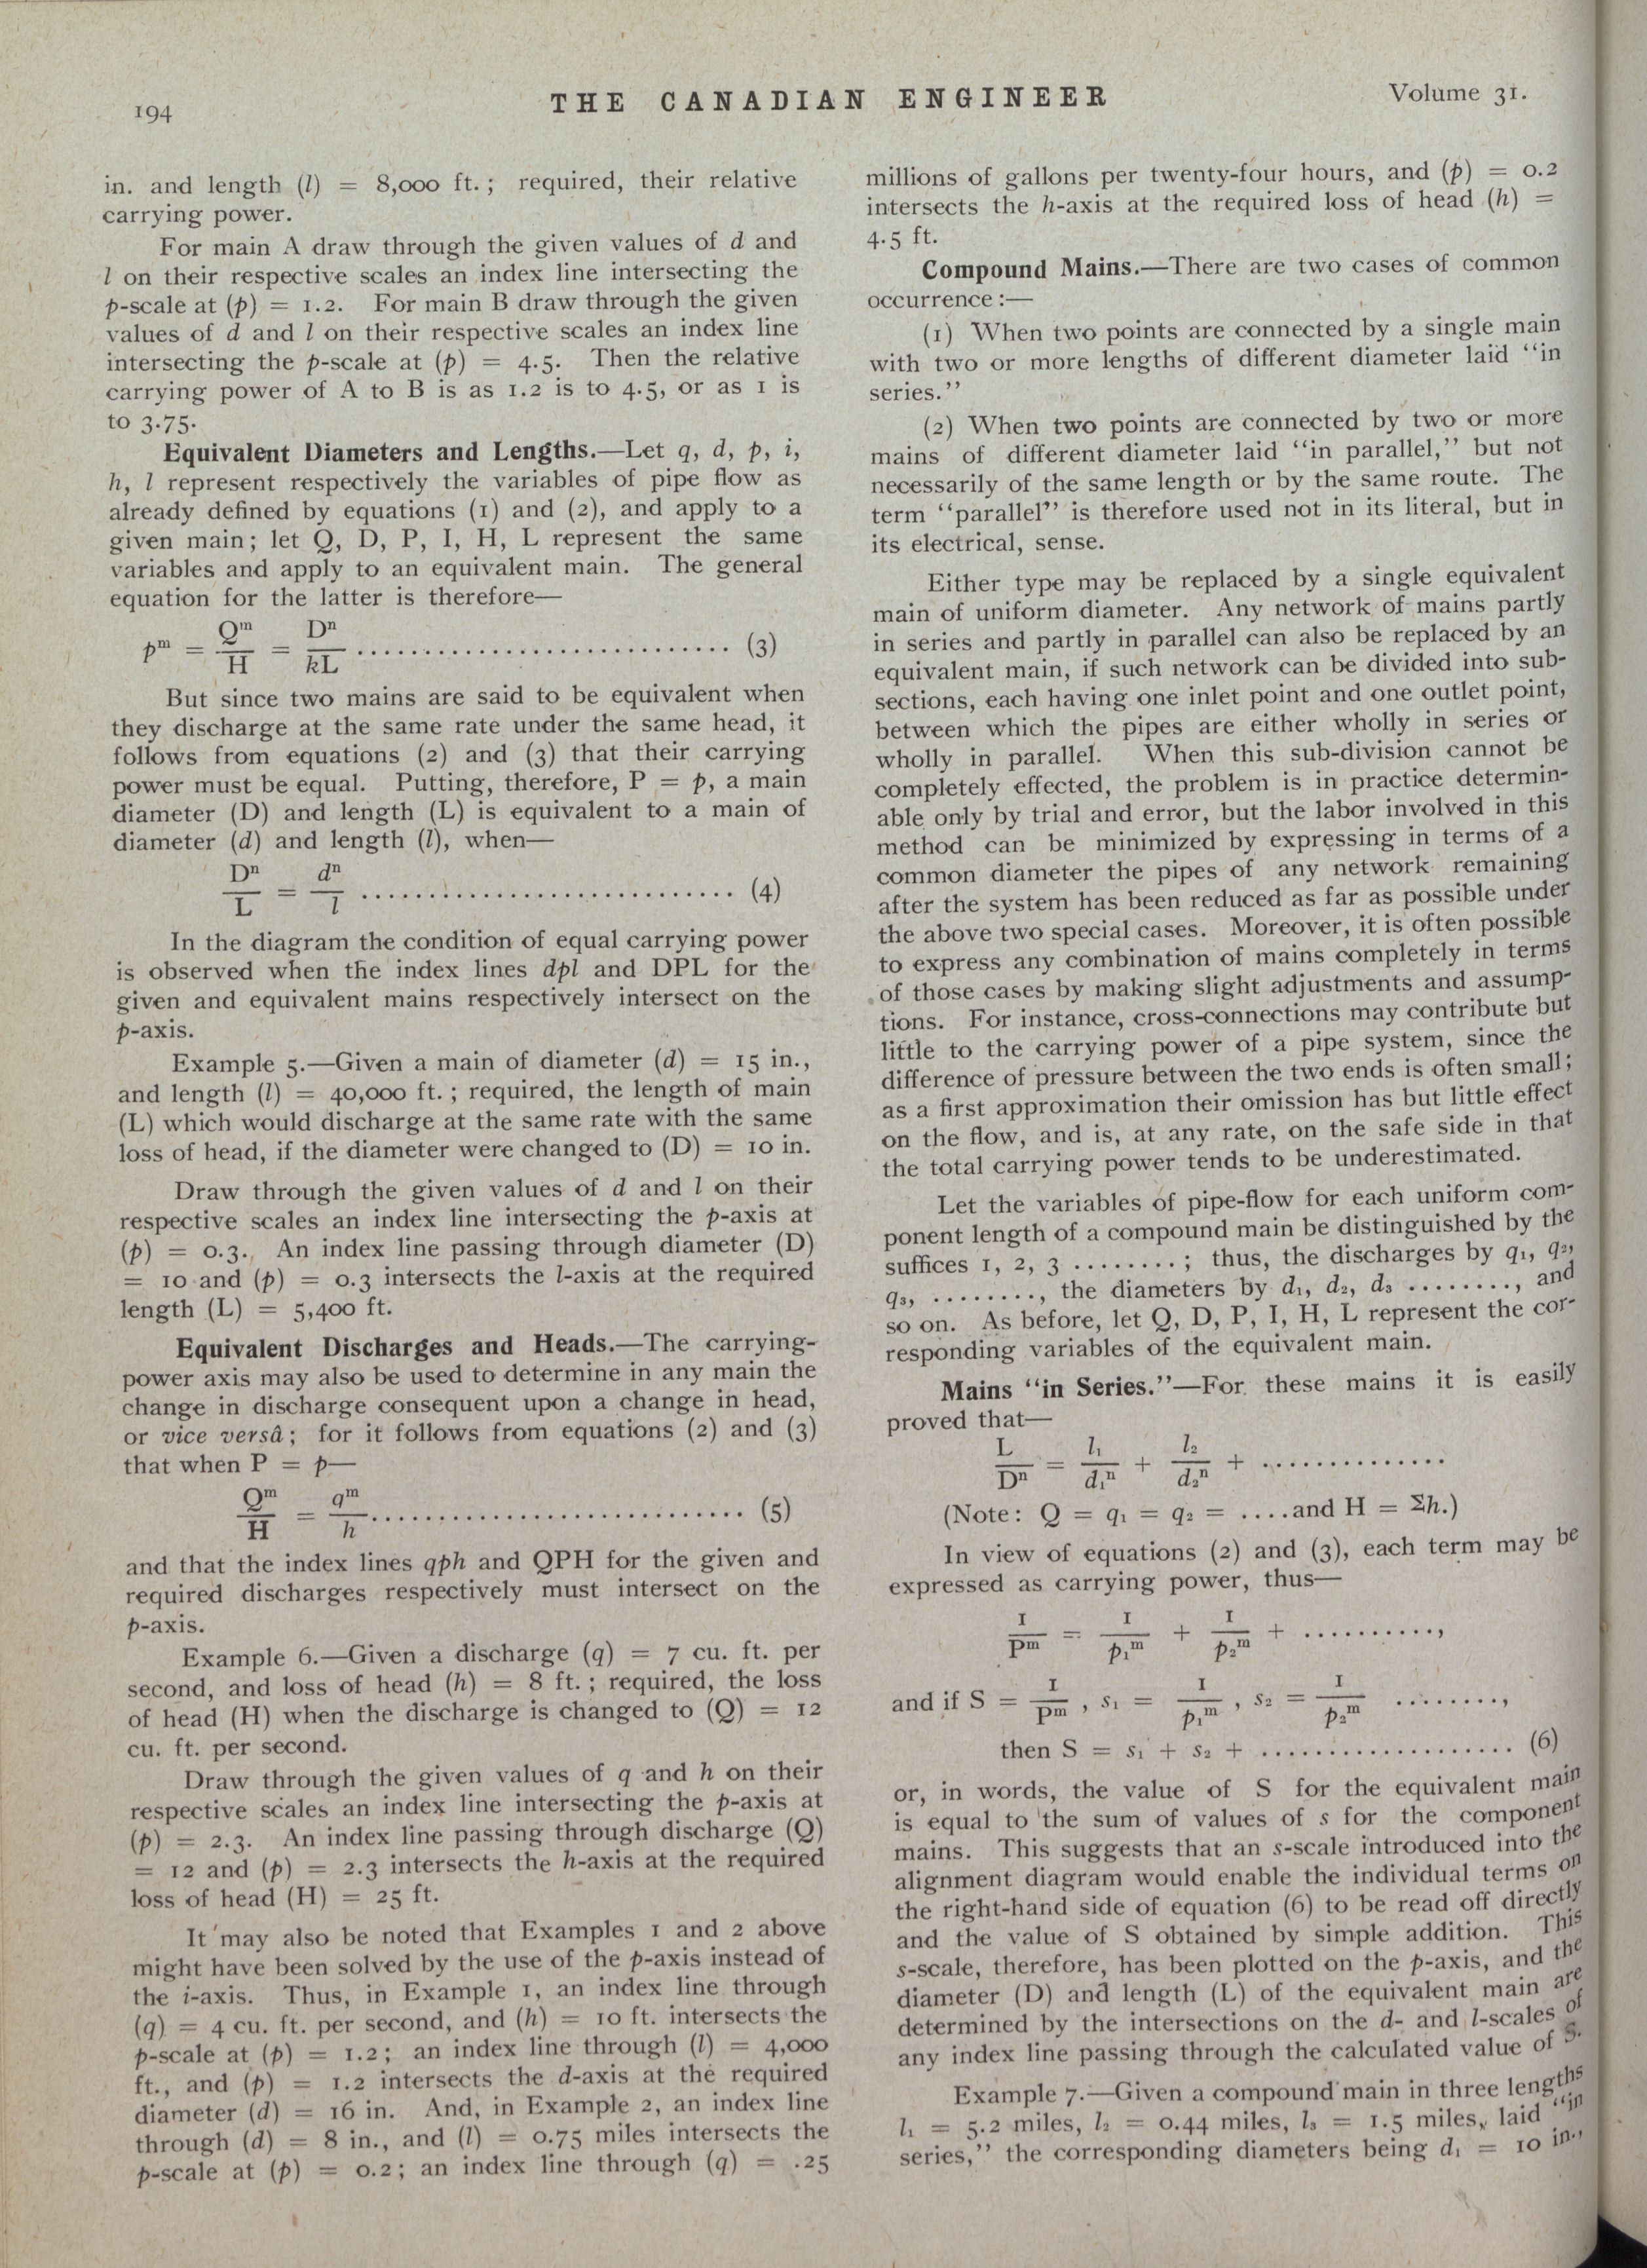 194
THE CANADIAN ENGINEER
Volume 31.
in. and length (l) = 8,000 ft.; required, their relative
carrying power.
For main A draw through the given values of d and
l on their respective scales an index line intersecting the
p-scale at (p) = 1.2. For main B draw through the given
values of d and l on their respective scales an index line
intersecting the p-scale at (p) = 4.5. Then the relative
carrying power of A to B is as 1.2 is to 4.5, or as 1 is
to 3.75.
Equivalent Diameters and Lengths.—Let q, d, p, i,
h, l represent respectively the variables of pipe flow as
already defined by equations (1) and (2), and apply to a
given main; let Q, D, P, I, H, L represent the same
variables and apply to an equivalent main. The general
equation for the latter is therefore—
pᵐ = Qᵐ/H = Dⁿ/kL ............................ (3)
But since two mains are said to be equivalent when
they discharge at the same rate under the same head, it
follows from equations (2) and (3) that their carrying
power must be equal. Putting, therefore, P = p, a main
diameter (D) and length (L) is equivalent to a main of
diameter (d) and length (l), when—
Dⁿ/L = dⁿ/l ............................ (4)
In the diagram the condition of equal carrying power
is observed when the index lines dpl and DPL for the
given and equivalent mains respectively intersect on the
p-axis.
Example 5.—Given a main of diameter (d) = 15 in.,
and length (l) = 40,000 ft.; required, the length of main
(L) which would discharge at the same rate with the same
loss of head, if the diameter were changed to (D) = 10 in.
Draw through the given values of d and l on their
respective scales an index line intersecting the p-axis at
(p) = 0.3. An index line passing through diameter (D)
= 10 and (p) = 0.3 intersects the l-axis at the required
length (L) = 5,400 ft.
Equivalent Discharges and Heads.—The carrying-
power axis may also be used to determine in any main the
change in discharge consequent upon a change in head,
or vice versâ; for it follows from equations (2) and (3)
that when P = p—
Qᵐ/H = qᵐ/h ............................ (5)
and that the index lines qph and QPH for the given and
required discharges respectively must intersect on the
p-axis.
Example 6.—Given a discharge (q) = 7 cu. ft. per
second, and loss of head (h) = 8 ft.; required, the loss
of head (H) when the discharge is changed to (Q) = 12
cu. ft. per second.
Draw through the given values of q and h on their
respective scales an index line intersecting the p-axis at
(p) = 2.3. An index line passing through discharge (Q)
= 12 and (p) = 2.3 intersects the h-axis at the required
loss of head (H) = 25 ft.
It may also be noted that Examples 1 and 2 above
might have been solved by the use of the p-axis instead of
the i-axis. Thus, in Example 1, an index line through
(q) = 4 cu. ft. per second, and (h) = 10 ft. intersects the
p-scale at (p) = 1.2; an index line through (l) = 4,000
ft., and (p) = 1.2 intersects the d-axis at the required
diameter (d) = 16 in. And, in Example 2, an index line
through (d) = 8 in., and (l) = 0.75 miles intersects the
p-scale at (p) = 0.2; an index line through (q) = .25
millions of gallons per twenty-four hours, and (p) = 0.2
intersects the h-axis at the required loss of head (h) =
4.5 ft.
Compound Mains.—There are two cases of common
occurrence:—
(1) When two points are connected by a single main
with two or more lengths of different diameter laid "in
series."
(2) When two points are connected by two or more
mains of different diameter laid "in parallel," but not
necessarily of the same length or by the same route. The
term "parallel" is therefore used not in its literal, but in
its electrical, sense.
Either type may be replaced by a single equivalent
main of uniform diameter. Any network of mains partly
in series and partly in parallel can also be replaced by an
equivalent main, if such network can be divided into sub-
sections, each having one inlet point and one outlet point,
between which the pipes are either wholly in series or
wholly in parallel. When this sub-division cannot be
completely effected, the problem is in practice determin-
able only by trial and error, but the labor involved in this
method can be minimized by expressing in terms of a
common diameter the pipes of any network remaining
after the system has been reduced as far as possible under
the above two special cases. Moreover, it is often possible
to express any combination of mains completely in terms
of those cases by making slight adjustments and assump-
tions. For instance, cross-connections may contribute but
little to the carrying power of a pipe system, since the
difference of pressure between the two ends is often small;
as a first approximation their omission has but little effect
on the flow, and is, at any rate, on the safe side in that
the total carrying power tends to be underestimated.
Let the variables of pipe-flow for each uniform com-
ponent length of a compound main be distinguished by the
suffices 1, 2, 3 ........; thus, the discharges by q₁, q₂,
q₃, ........, the diameters by d₁, d₂, d₃ ........, and
so on. As before, let Q, D, P, I, H, L represent the cor-
responding variables of the equivalent main.
Mains "in Series."—For these mains it is easily
proved that—
L/Dⁿ = l₁/d₁ⁿ + l₂/d₂ⁿ + ..............
(Note: Q = q₁ = q₂ = ....and H = Σh.)
In view of equations (2) and (3), each term may be
expressed as carrying power, thus—
1/Pᵐ = 1/p₁ᵐ + 1/p₂ᵐ + ..........,
and if S = 1/Pᵐ, s₁ = 1/p₁ᵐ, s₂ = 1/p₂ᵐ ........,
then S = s₁ + s₂ + ................... (6)
or, in words, the value of S for the equivalent main
is equal to the sum of values of s for the component
mains. This suggests that an s-scale introduced into the
alignment diagram would enable the individual terms on
the right-hand side of equation (6) to be read off directly
and the value of S obtained by simple addition. This
s-scale, therefore, has been plotted on the p-axis, and the
diameter (D) and length (L) of the equivalent main are
determined by the intersections on the d- and l-scales of
any index line passing through the calculated value of S.
Example 7.—Given a compound main in three lengths
l₁ = 5.2 miles, l₂ = 0.44 miles, l₃ = 1.5 miles, laid "in
series," the corresponding diameters being d₁ = 10 in.,